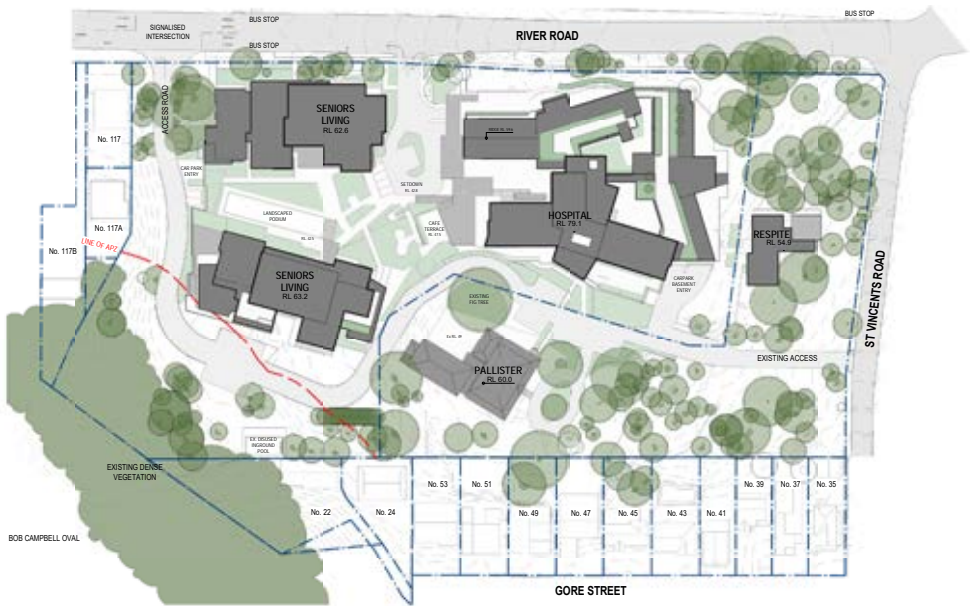 BUS STOP
BUS STOP
SIGNALISED
INTERSECTION
RIVER ROAD
BUS STOP
ACCESS ROAD
SENIORS
LIVING
RL 62.6
No. 117
CAR PARK
ENTRY
SETDOWN
No. 117A
LANDSCAPED
PODIUM
CAFE
TERRACE
HOSPITAL
RL 79.1
RESPITE
RL 54.9
No. 117B
LINE OF APZ
SENIORS
LIVING
RL 63.2
EXISTING
FIG TREE
CARPARK
BASEMENT
ENTRY
ST VINCENTS ROAD
EXISTING ACCESS
PALLISTER
RL 60.0
EX. DISUSED
INGROUND
POOL
EXISTING DENSE
VEGETATION
No. 53
No. 51
No. 39
No. 37
No. 35
No. 22
No. 24
No. 49
No. 47
No. 45
No. 43
No. 41
BOB CAMPBELL OVAL
GORE STREET